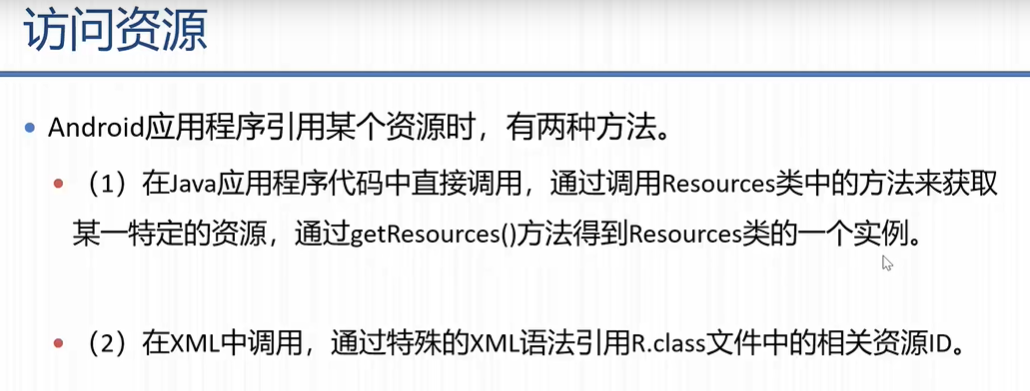 访问资源
• Android应用程序引用某个资源时，有两种方法。
• （1）在Java应用程序代码中直接调用，通过调用Resources类中的方法来获取
某一特定的资源，通过getResources()方法得到Resources类的一个实例。
• （2）在XML中调用，通过特殊的XML语法引用R.class文件中的相关资源ID。